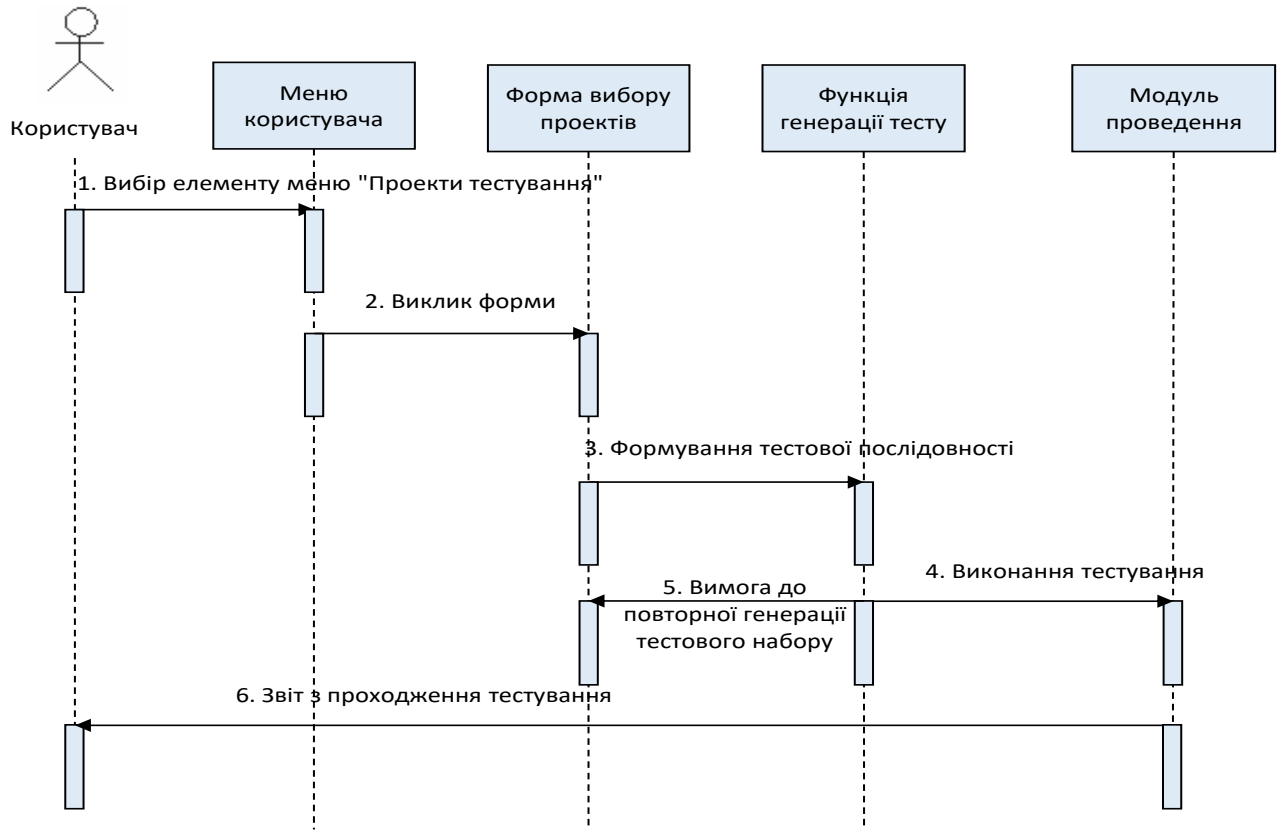 Користувач
Меню
користувача
Форма вибору
проектів
Функція
генерації тесту
Модуль
проведення
1. Вибір елементу меню "Проекти тестування"
2. Виклик форми
3. Формування тестової послідовності
4. Виконання тестування
5. Вимога до
повторної генерації
тестового набору
6. Звіт з проходження тестування